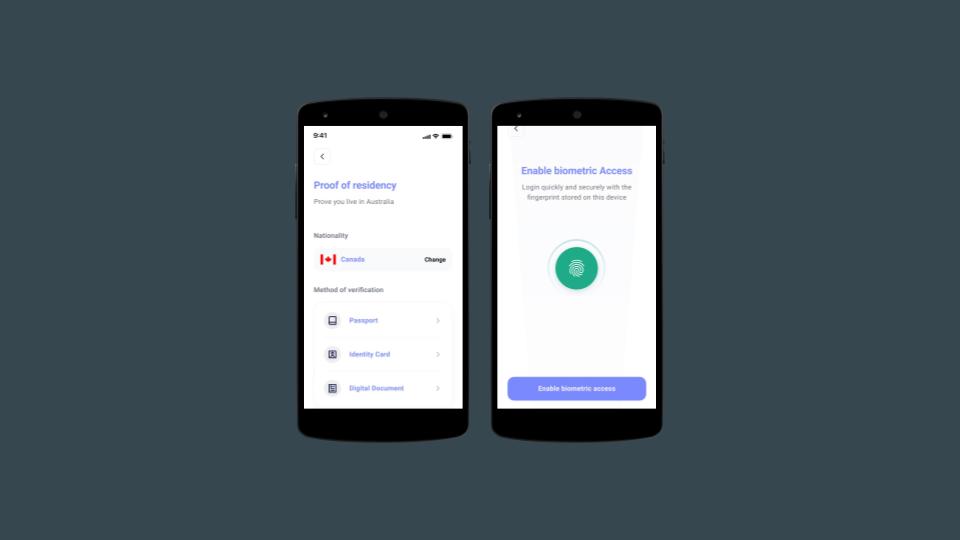 9:41
Proof of residency
Prove you live in Australia
Nationality
Canada
Change
Method of verification
Passport
Identity Card
Digital Document
Enable biometric Access
Login quickly and securely with the
fingerprint stored on this device
Enable biometric access